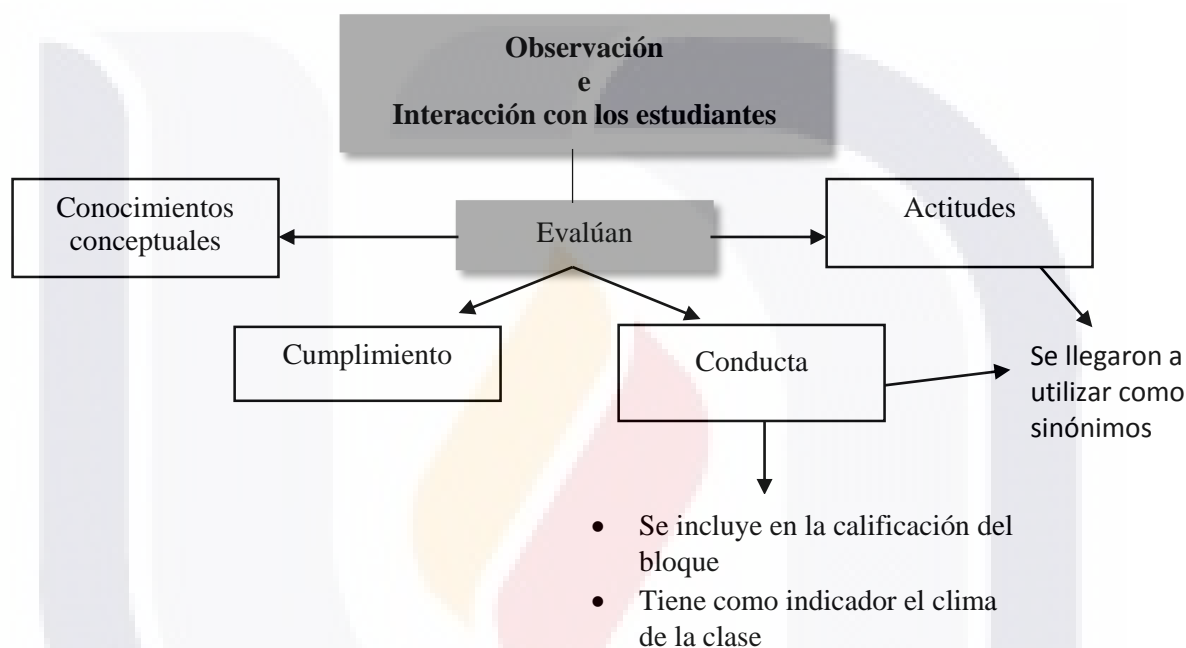 Observación
e
Interacción con los estudiantes
Conocimientos
conceptuales
Evalúan
Actitudes
Cumplimiento
Conducta
Se llegaron a
utilizar como
sinónimos
• Se incluye en la calificación del
bloque
• Tiene como indicador el clima
de la clase